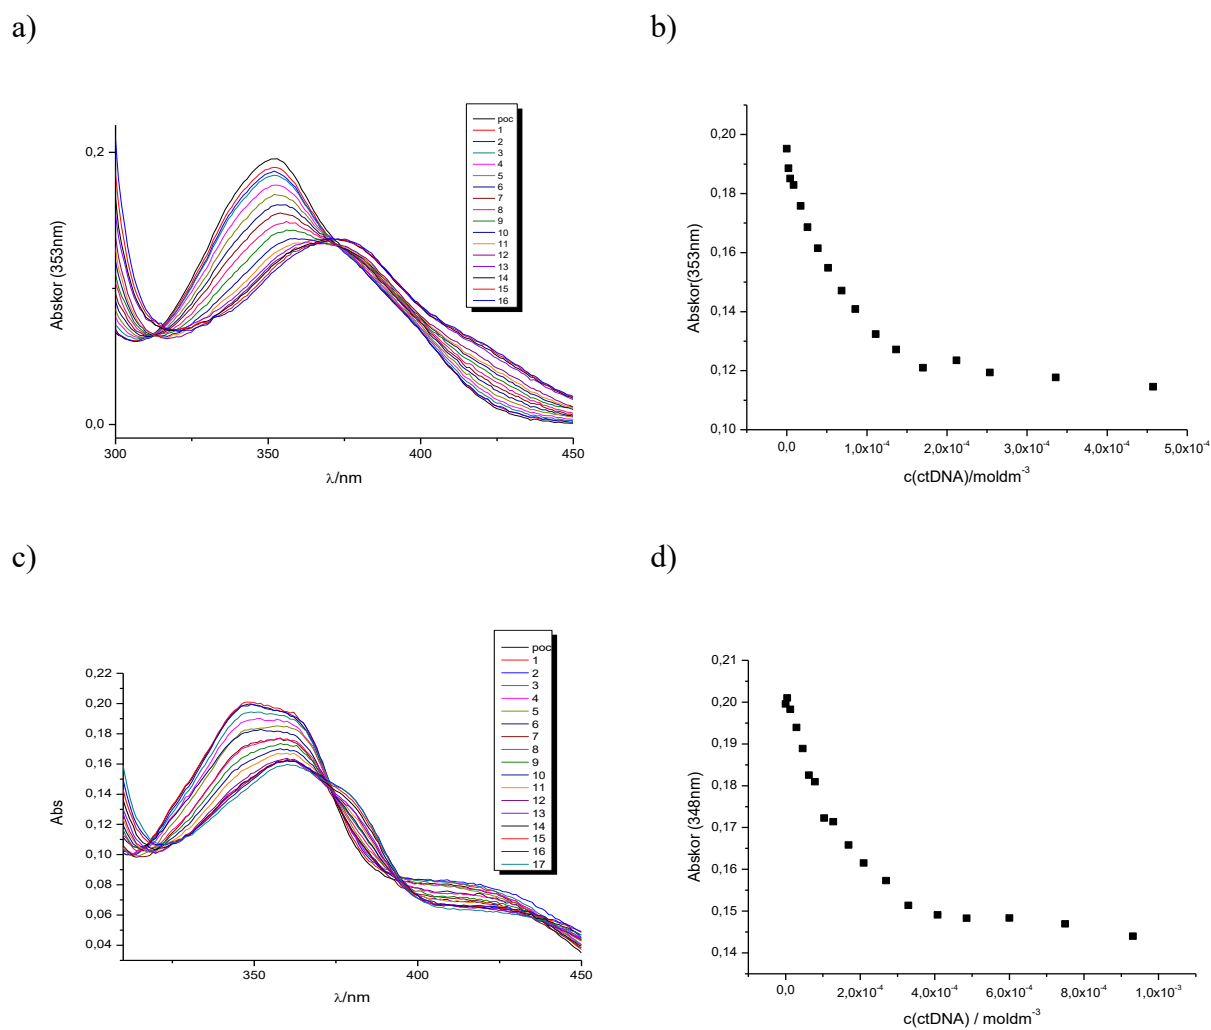 a)
b)
0,2
0,0
Abskor (353nm)
300
350
400
450
λ/nm
poc
1
2
3
4
5
6
7
8
9
10
11
12
13
14
15
16
0,20
0,18
0,16
0,14
0,12
0,10
Abskor(353nm)
0,0
1,0x10⁻⁴
2,0x10⁻⁴
3,0x10⁻⁴
4,0x10⁻⁴
5,0x10⁻⁴
c(ctDNA)/moldm⁻³
c)
d)
0,22
0,20
0,18
0,16
0,14
0,12
0,10
0,08
0,06
0,04
Abs
350
400
450
λ/nm
poc
1
2
3
4
5
6
7
8
9
10
11
12
13
14
15
16
17
0,21
0,20
0,19
0,18
0,17
0,16
0,15
0,14
Abskor (348nm)
0,0
2,0x10⁻⁴
4,0x10⁻⁴
6,0x10⁻⁴
8,0x10⁻⁴
1,0x10⁻³
c(ctDNA) / moldm⁻³